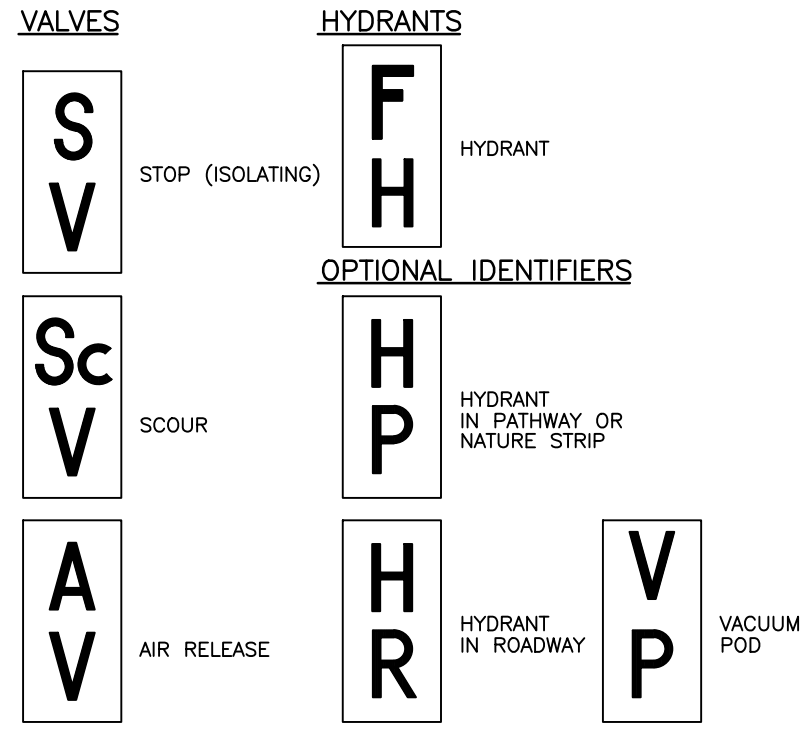 VALVES
S
V
STOP (ISOLATING)
Sc
V
SCOUR
A
V
AIR RELEASE
HYDRANTS
F
H
HYDRANT
OPTIONAL IDENTIFIERS
H
P
HYDRANT
IN PATHWAY OR
NATURE STRIP
H
R
HYDRANT
IN ROADWAY
V
P
VACUUM
POD